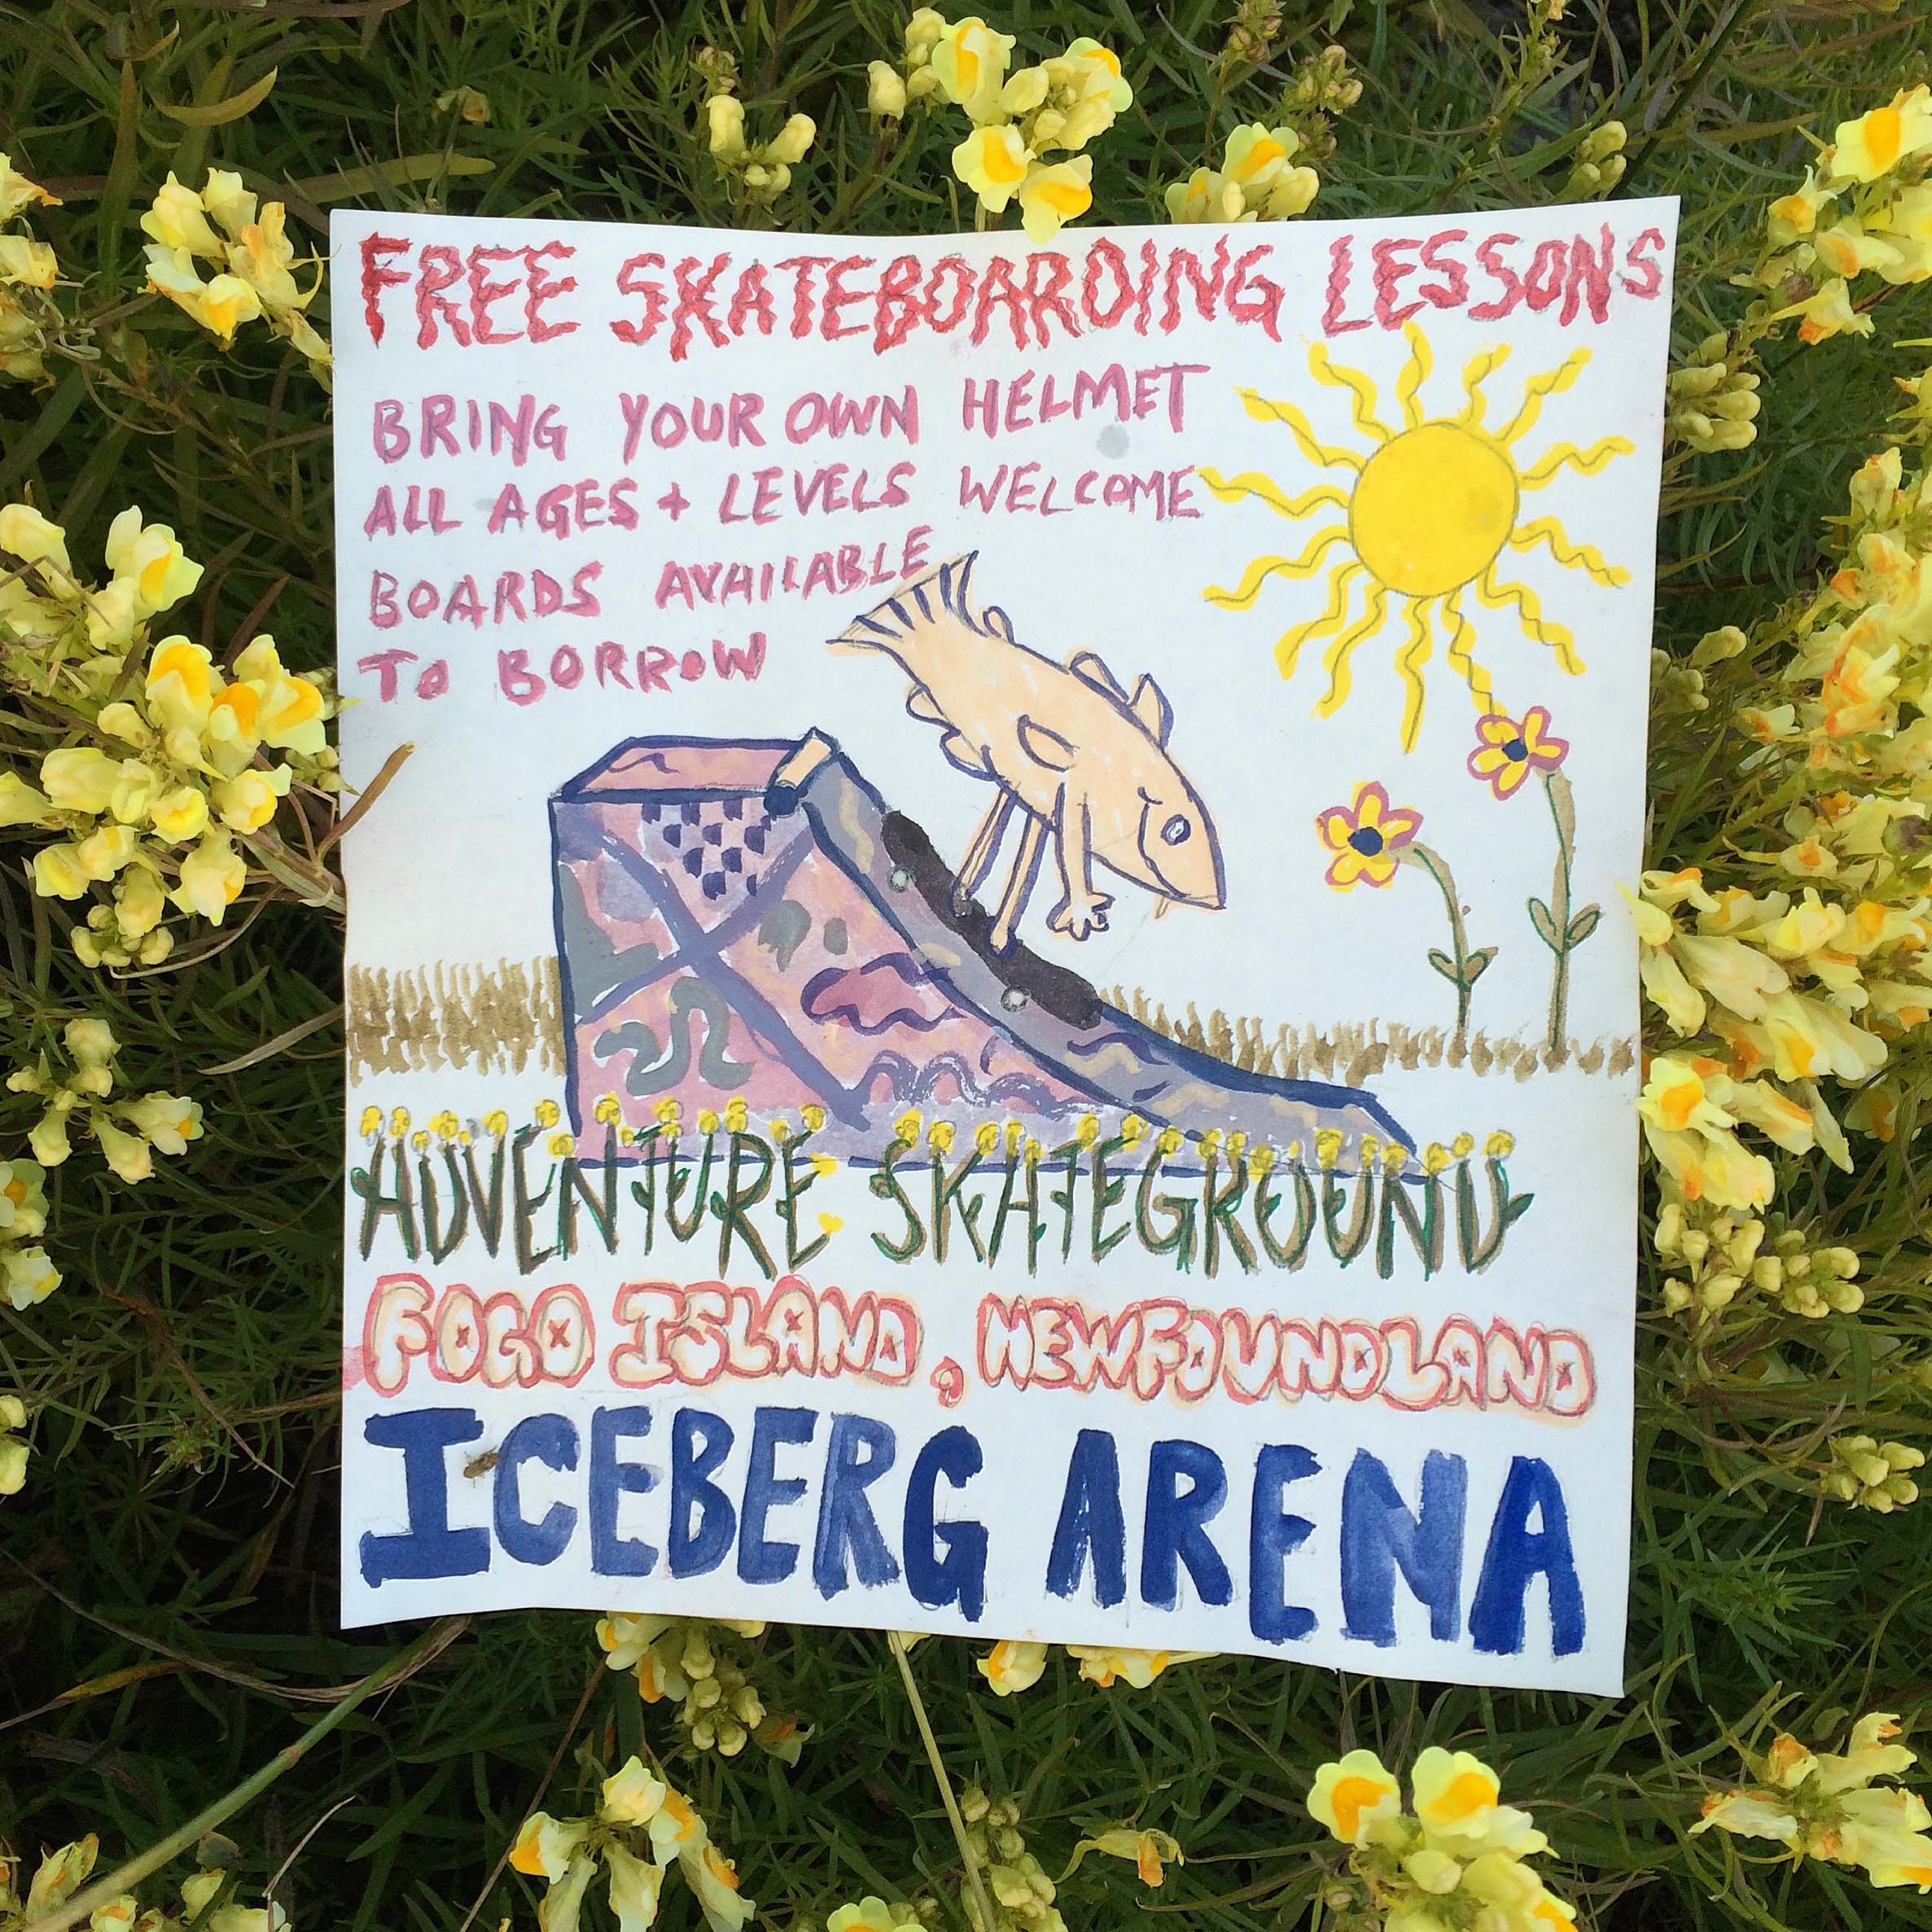 FREE SKATEBOARDING LESSONS
BRING YOUR OWN HELMET
ALL AGES + LEVELS WELCOME
BOARDS AVAILABLE
TO BORROW
ADVENTURE SKATEGROUND
FOGO ISLAND, NEWFOUNDLAND
ICEBERG ARENA